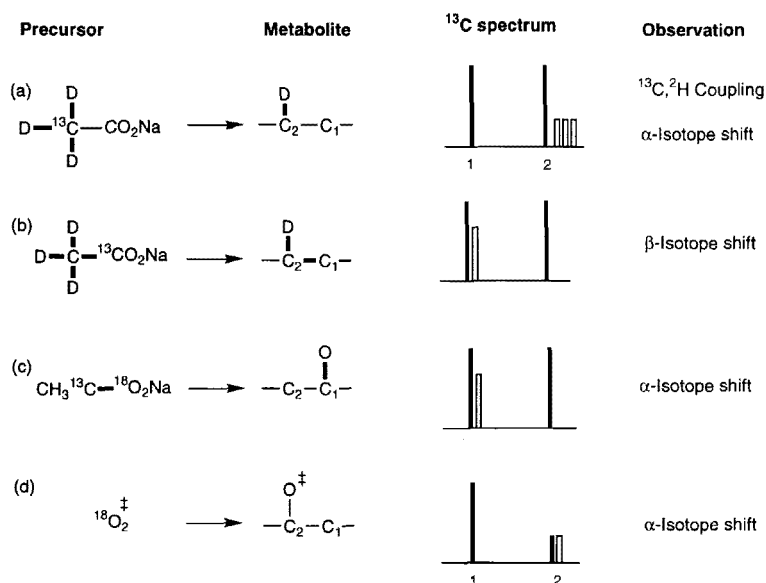 Precursor Metabolite ¹³C spectrum Observation
(a)
D D
D ¹³C CO₂Na C₂ C₁ ¹³C,²H Coupling
D α-Isotope shift
1 2
(b)
D D
D C ¹³CO₂Na C₂ C₁ β-Isotope shift
D
(c)
O
CH₃¹³C ¹⁸O₂Na C₂ C₁ α-Isotope shift
(d)
O‡
¹⁸O₂‡ C₂ C₁ α-Isotope shift
1 2